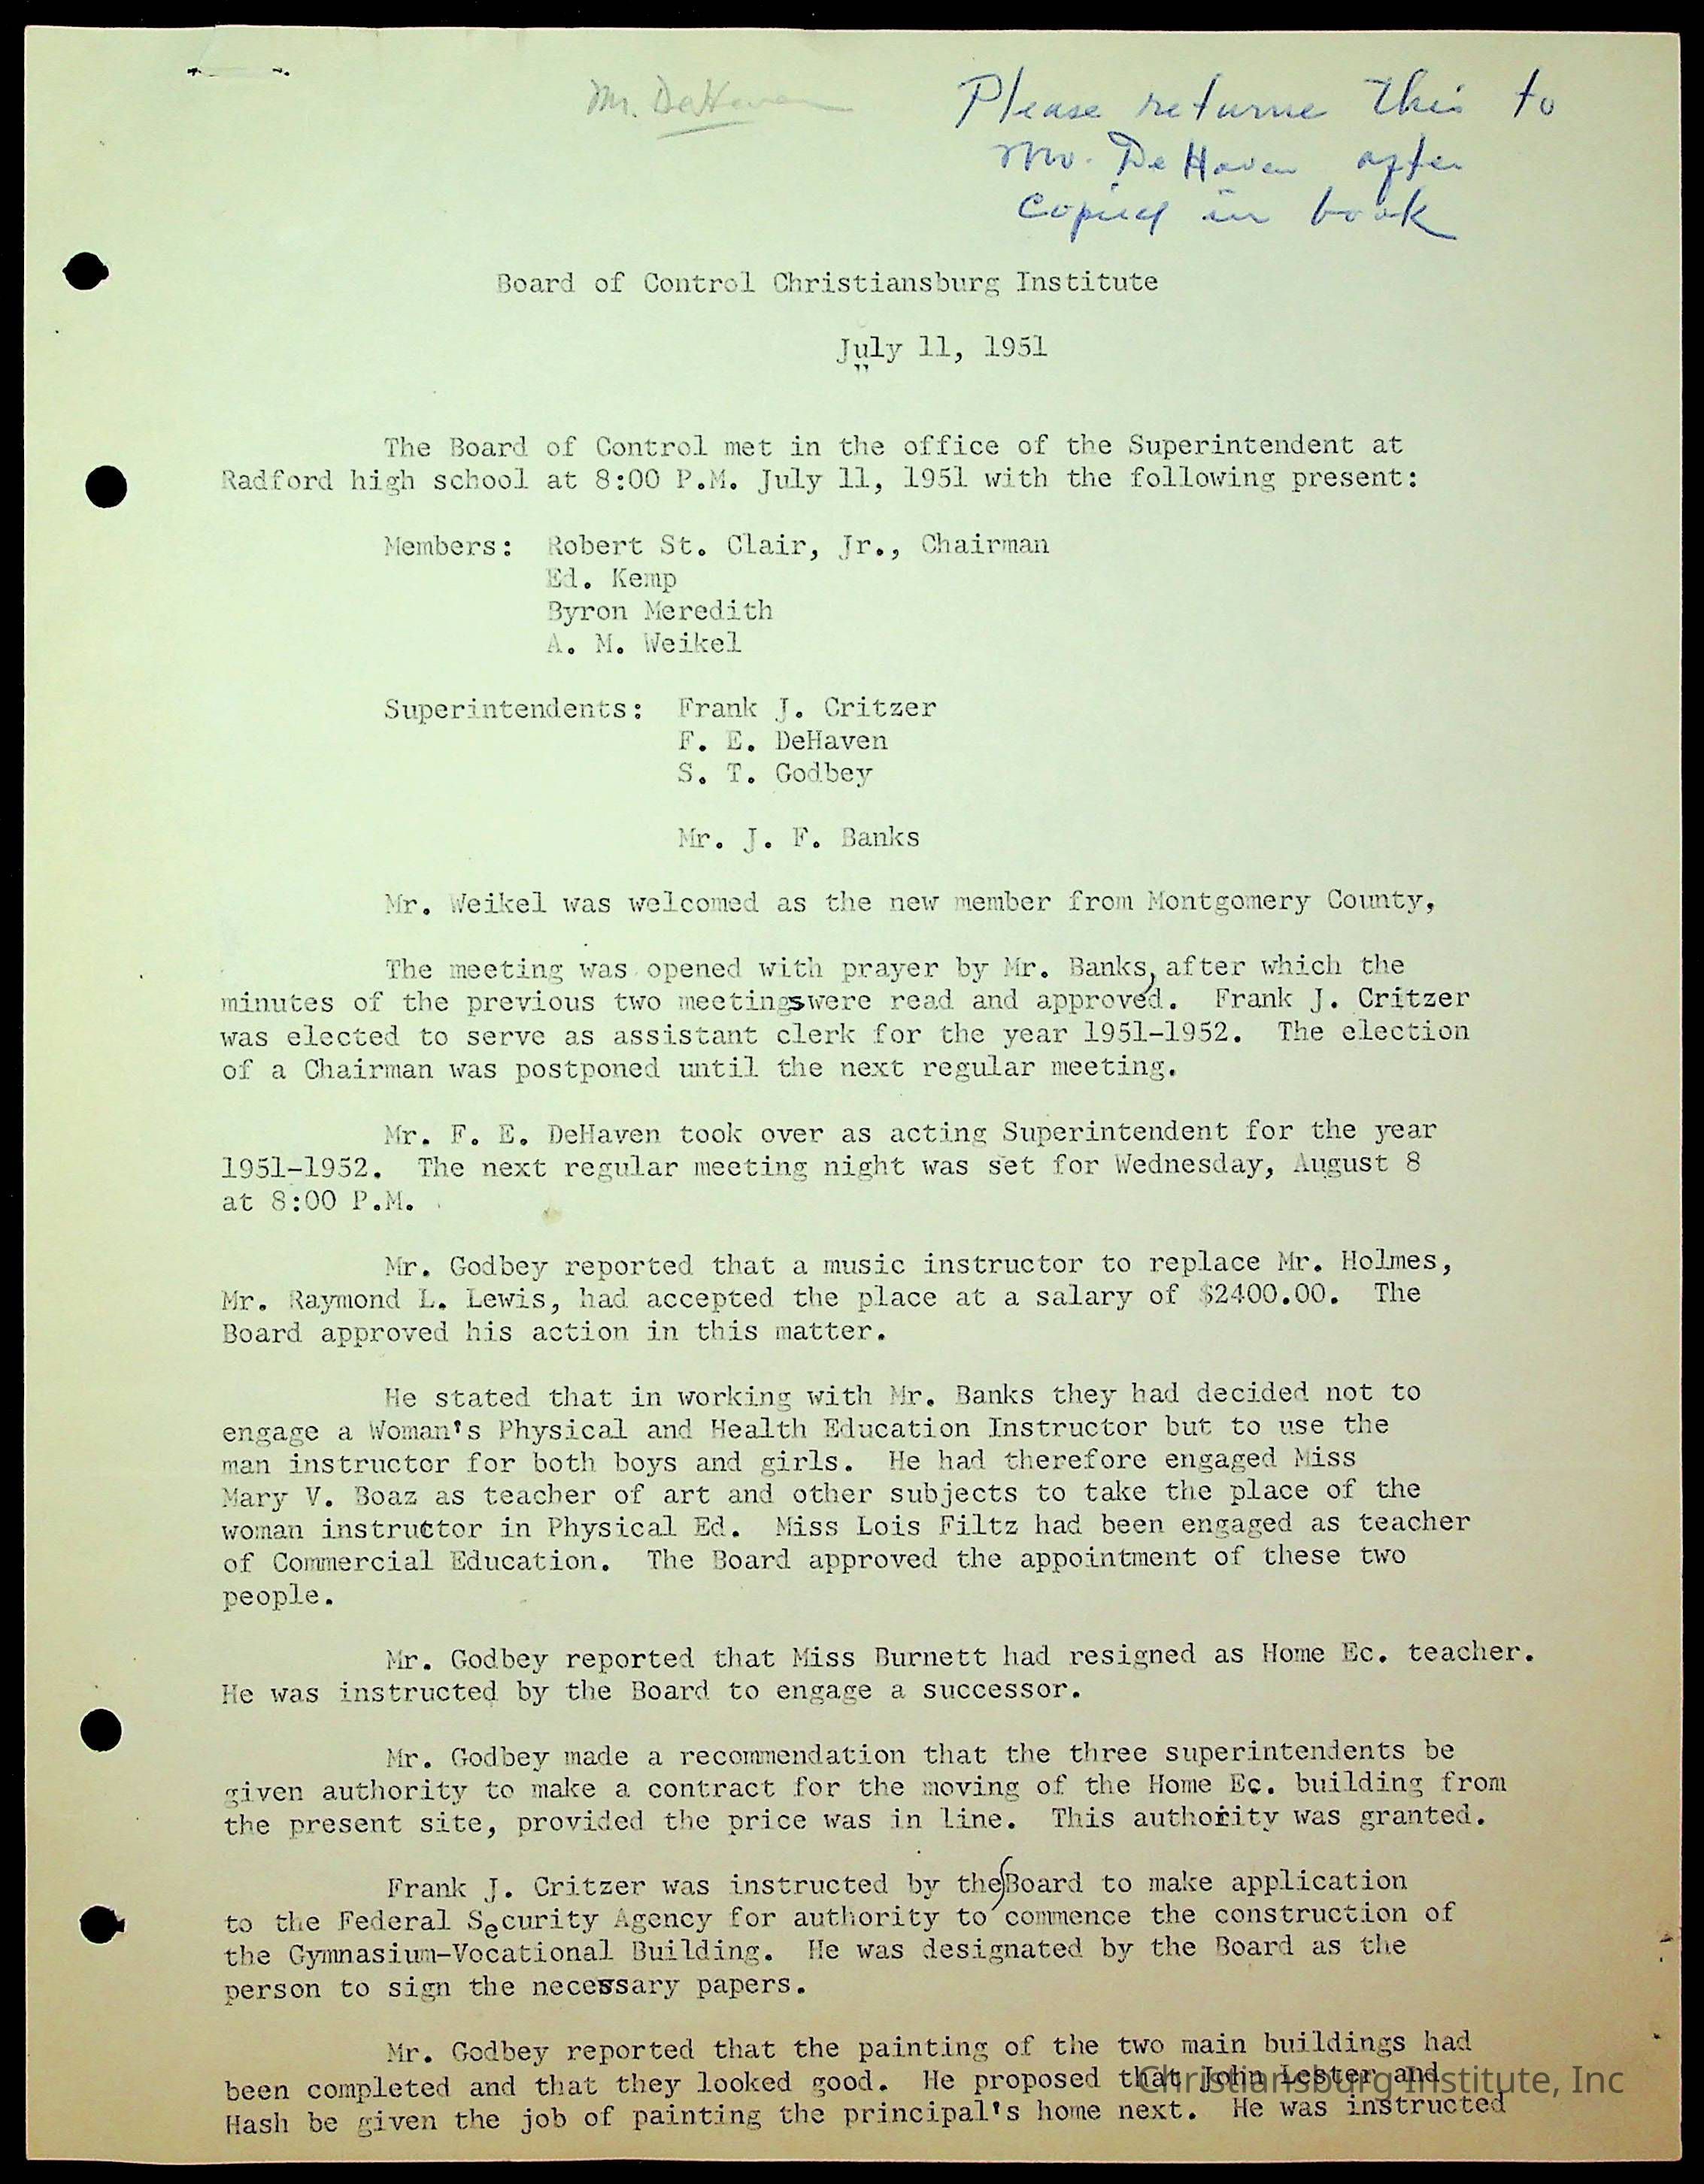 Mr. DeHaven
Please returne this to
Mr. DeHaven after
copied in book
Board of Control Christiansburg Institute
July 11, 1951
The Board of Control met in the office of the Superintendent at
Radford high school at 8:00 P.M. July 11, 1951 with the following present:
Members: Robert St. Clair, Jr., Chairman
Ed. Kemp
Byron Meredith
A. M. Weikel
Superintendents: Frank J. Critzer
F. E. DeHaven
S. T. Godbey
Mr. J. F. Banks
Mr. Weikel was welcomed as the new member from Montgomery County,
The meeting was opened with prayer by Mr. Banks, after which the
minutes of the previous two meetings were read and approved. Frank J. Critzer
was elected to serve as assistant clerk for the year 1951-1952. The election
of a Chairman was postponed until the next regular meeting.
Mr. F. E. DeHaven took over as acting Superintendent for the year
1951-1952. The next regular meeting night was set for Wednesday, August 8
at 8:00 P.M.
Mr. Godbey reported that a music instructor to replace Mr. Holmes,
Mr. Raymond L. Lewis, had accepted the place at a salary of $2400.00. The
Board approved his action in this matter.
He stated that in working with Mr. Banks they had decided not to
engage a Woman's Physical and Health Education Instructor but to use the
man instructor for both boys and girls. He had therefore engaged Miss
Mary V. Boaz as teacher of art and other subjects to take the place of the
woman instructor in Physical Ed. Miss Lois Filtz had been engaged as teacher
of Commercial Education. The Board approved the appointment of these two
people.
Mr. Godbey reported that Miss Burnett had resigned as Home Ec. teacher.
He was instructed by the Board to engage a successor.
Mr. Godbey made a recommendation that the three superintendents be
given authority to make a contract for the moving of the Home Ec. building from
the present site, provided the price was in line. This authority was granted.
Frank J. Critzer was instructed by the Board to make application
to the Federal Security Agency for authority to commence the construction of
the Gymnasium-Vocational Building. He was designated by the Board as the
person to sign the necessary papers.
Mr. Godbey reported that the painting of the two main buildings had
been completed and that they looked good. He proposed that John Lester and
Hash be given the job of painting the principal's home next. He was instructed
Christiansburg Institute, Inc